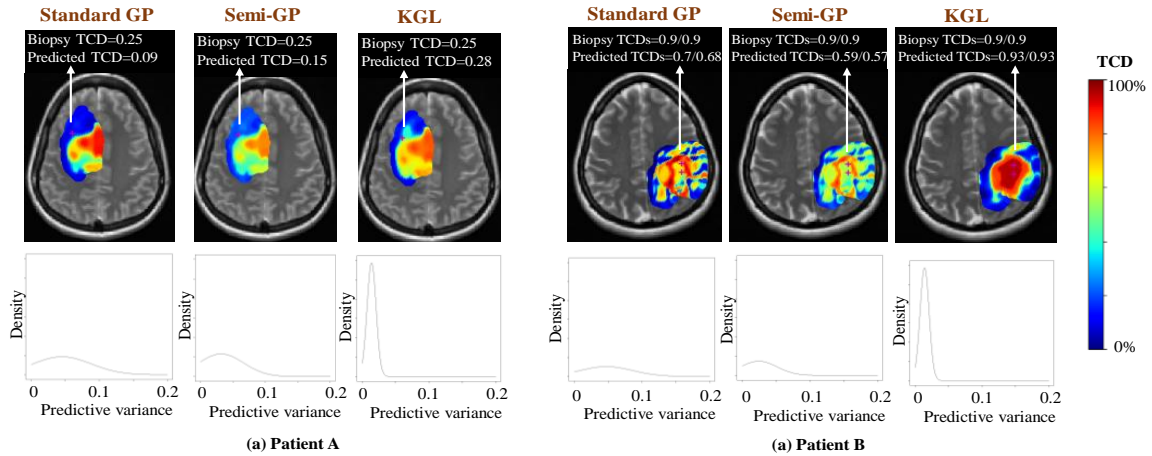 Standard GP
Semi-GP
KGL
Biopsy TCD=0.25
Predicted TCD=0.09
Biopsy TCD=0.25
Predicted TCD=0.15
Biopsy TCD=0.25
Predicted TCD=0.28
Density
0
0.1
0.2
Predictive variance
Density
0
0.1
0.2
Predictive variance
Density
0
0.1
0.2
Predictive variance
(a) Patient A
Standard GP
Semi-GP
KGL
Biopsy TCDs=0.9/0.9
Predicted TCDs=0.7/0.68
Biopsy TCDs=0.9/0.9
Predicted TCDs=0.59/0.57
Biopsy TCDs=0.9/0.9
Predicted TCDs=0.93/0.93
Density
0
0.1
0.2
Predictive variance
Density
0
0.1
0.2
Predictive variance
Density
0
0.1
0.2
Predictive variance
(a) Patient B
TCD
100%
0%